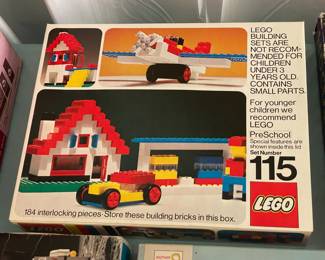 LEGO
BUILDING
SETS ARE
NOT RECOM-
MENDED FOR
CHILDREN
UNDER 3
YEARS OLD.
CONTAINS
SMALL PARTS.
For younger
children we
recommend
LEGO
PreSchool
Special features are
shown inside this lid
Set Number
115
LEGO
184 interlocking pieces·Store these building bricks in this box.